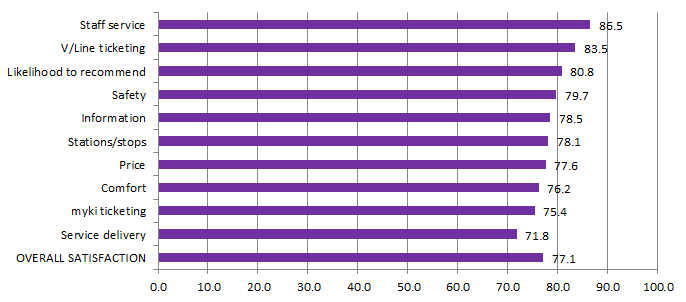 Staff service 86.5
V/Line ticketing 83.5
Likelihood to recommend 80.8
Safety 79.7
Information 78.5
Stations/stops 78.1
Price 77.6
Comfort 76.2
myki ticketing 75.4
Service delivery 71.8
OVERALL SATISFACTION 77.1
0.0 10.0 20.0 30.0 40.0 50.0 60.0 70.0 80.0 90.0 100.0